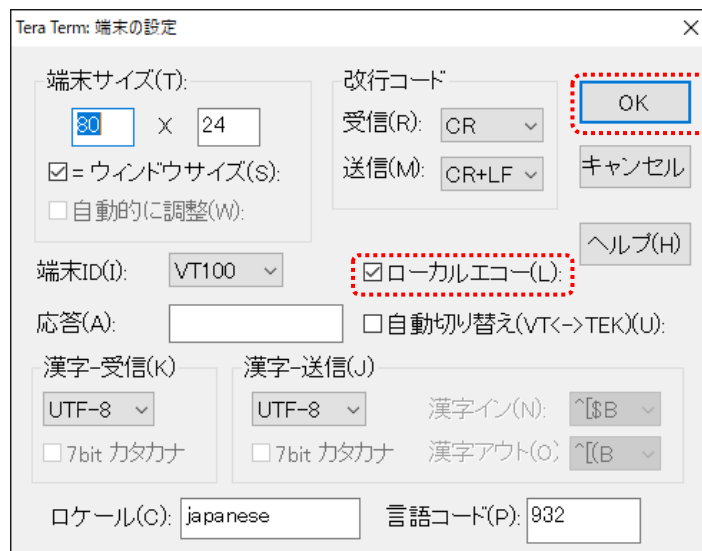 Tera Term: 端末の設定
端末サイズ(T):
80 X 24
☑= ウィンドウサイズ(S):
□自動的に調整(W):
改行コード
受信(R): CR
送信(M): CR+LF
OK
キャンセル
ヘルプ(H)
端末ID(I): VT100
☑ローカルエコー(L):
応答(A):
□自動切り替え(VT<->TEK)(U):
漢字-受信(K)
UTF-8
□7bit カタカナ
漢字-送信(J)
UTF-8
□7bit カタカナ
漢字イン(N): ^[$B
漢字アウト(O) ^[(B
ロケール(C): japanese
言語コード(P): 932